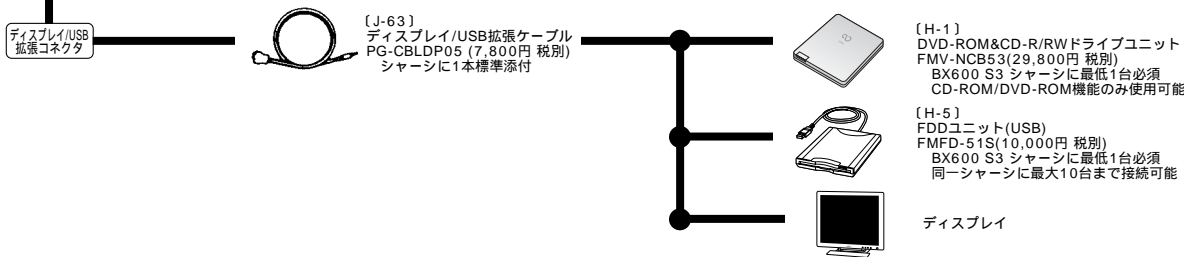 ディスプレイ/USB
拡張コネクタ
〔J-63〕
ディスプレイ/USB拡張ケーブル
PG-CBLDP05 (7,800円 税別)
シャーシに1本標準添付
〔H-1〕
DVD-ROM&CD-R/RWドライブユニット
FMV-NCB53(29,800円 税別)
BX600 S3 シャーシに最低1台必須
CD-ROM/DVD-ROM機能のみ使用可能
〔H-5〕
FDDユニット(USB)
FMFD-51S(10,000円 税別)
BX600 S3 シャーシに最低1台必須
同一シャーシに最大10台まで接続可能
ディスプレイ